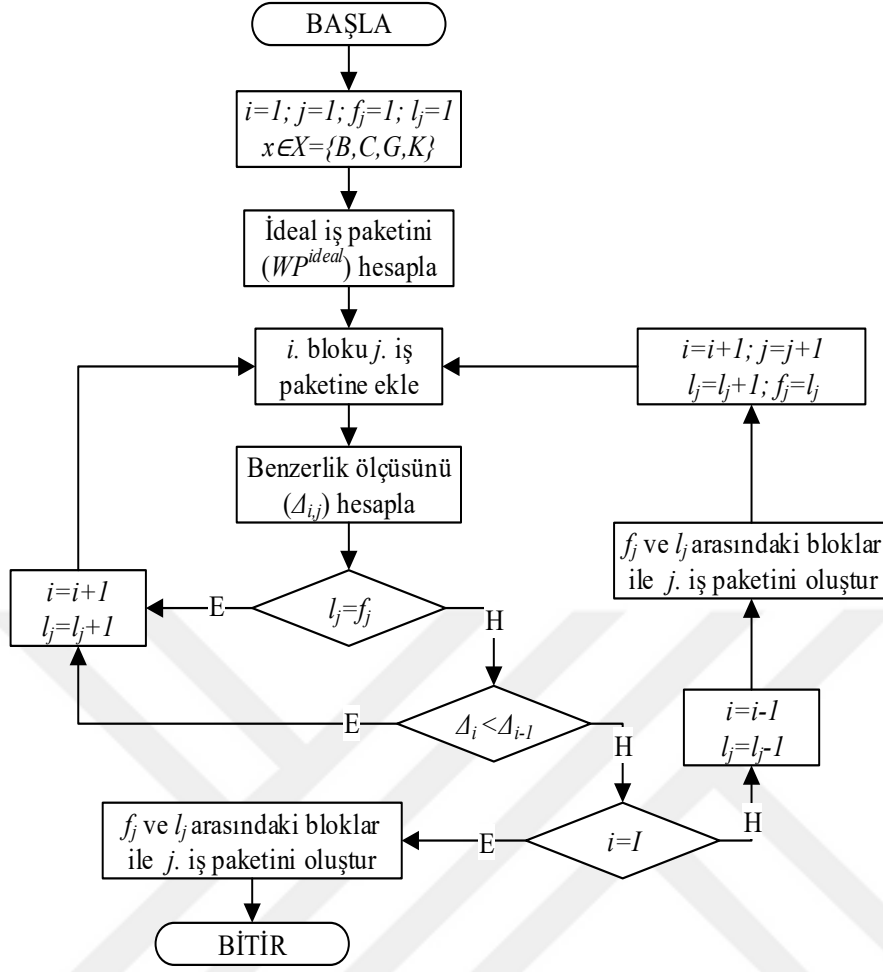 BAŞLA
i=1; j=1; f_j=1; l_j=1
x∈X={B,C,G,K}
İdeal iş paketini
(WP^ideal) hesapla
i. bloku j. iş
paketine ekle
i=i+1; j=j+1
l_j=l_j+1; f_j=l_j
Benzerlik ölçüsünü
(Δ_i,j) hesapla
f_j ve l_j arasındaki bloklar
ile j. iş paketini oluştur
i=i+1
l_j=l_j+1
E
l_j=f_j
H
E
Δ_i<Δ_i-1
H
i=i-1
l_j=l_j-1
f_j ve l_j arasındaki bloklar
ile j. iş paketini oluştur
E
i=I
H
BİTİR